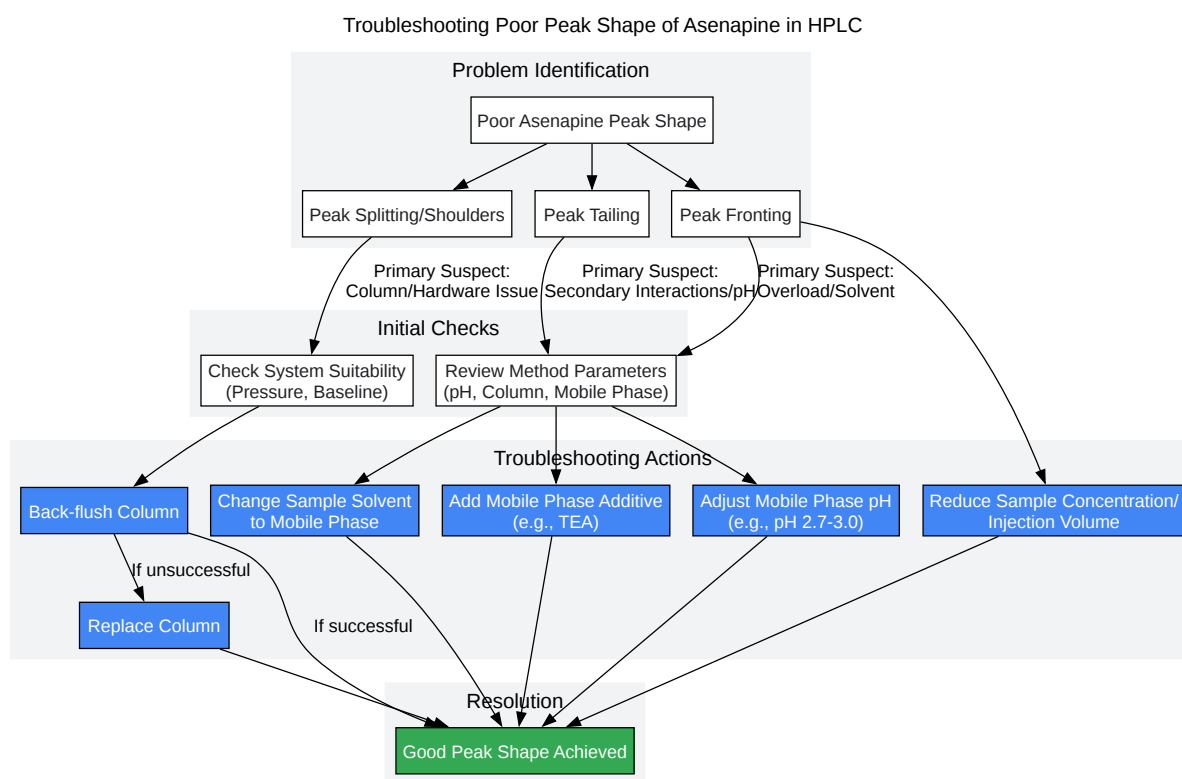 Troubleshooting Poor Peak Shape of Asenapine in HPLC
Problem Identification
Poor Asenapine Peak Shape
Peak Splitting/Shoulders
Peak Tailing
Peak Fronting
Primary Suspect:
Column/Hardware Issue
Primary Suspect:
Secondary Interactions/pH
Primary Suspect:
Overload/Solvent
Initial Checks
Check System Suitability
(Pressure, Baseline)
Review Method Parameters
(pH, Column, Mobile Phase)
Troubleshooting Actions
Back-flush Column
Change Sample Solvent
to Mobile Phase
Add Mobile Phase Additive
(e.g., TEA)
Adjust Mobile Phase pH
(e.g., pH 2.7-3.0)
Reduce Sample Concentration/
Injection Volume
If unsuccessful
Replace Column
If successful
Resolution
Good Peak Shape Achieved